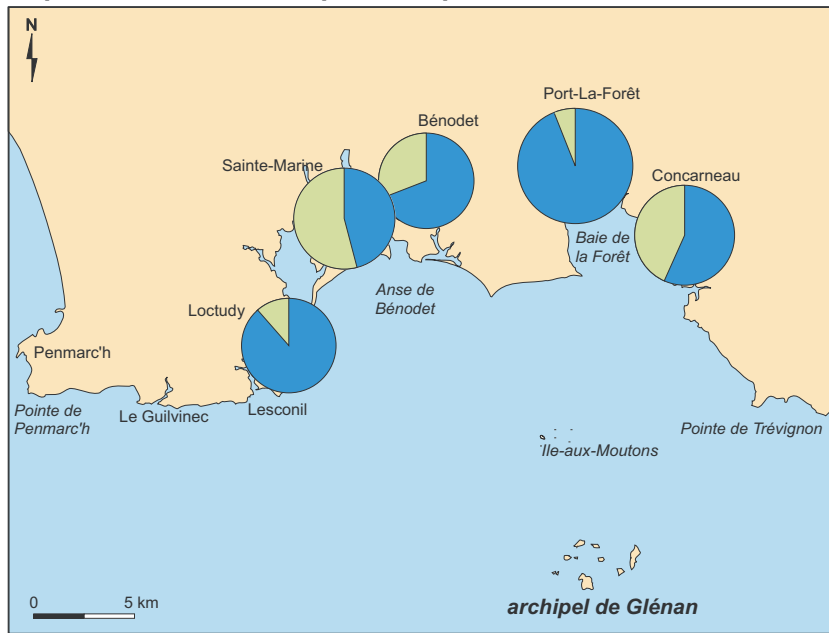 N
Port-La-Forêt
Bénodet
Sainte-Marine
Concarneau
Baie de
la Forêt
Anse de
Bénodet
Loctudy
Penmarc'h
Pointe de
Penmarc'h
Le Guilvinec
Lesconil
Pointe de Trévignon
Ile-aux-Moutons
archipel de Glénan
0 5 km